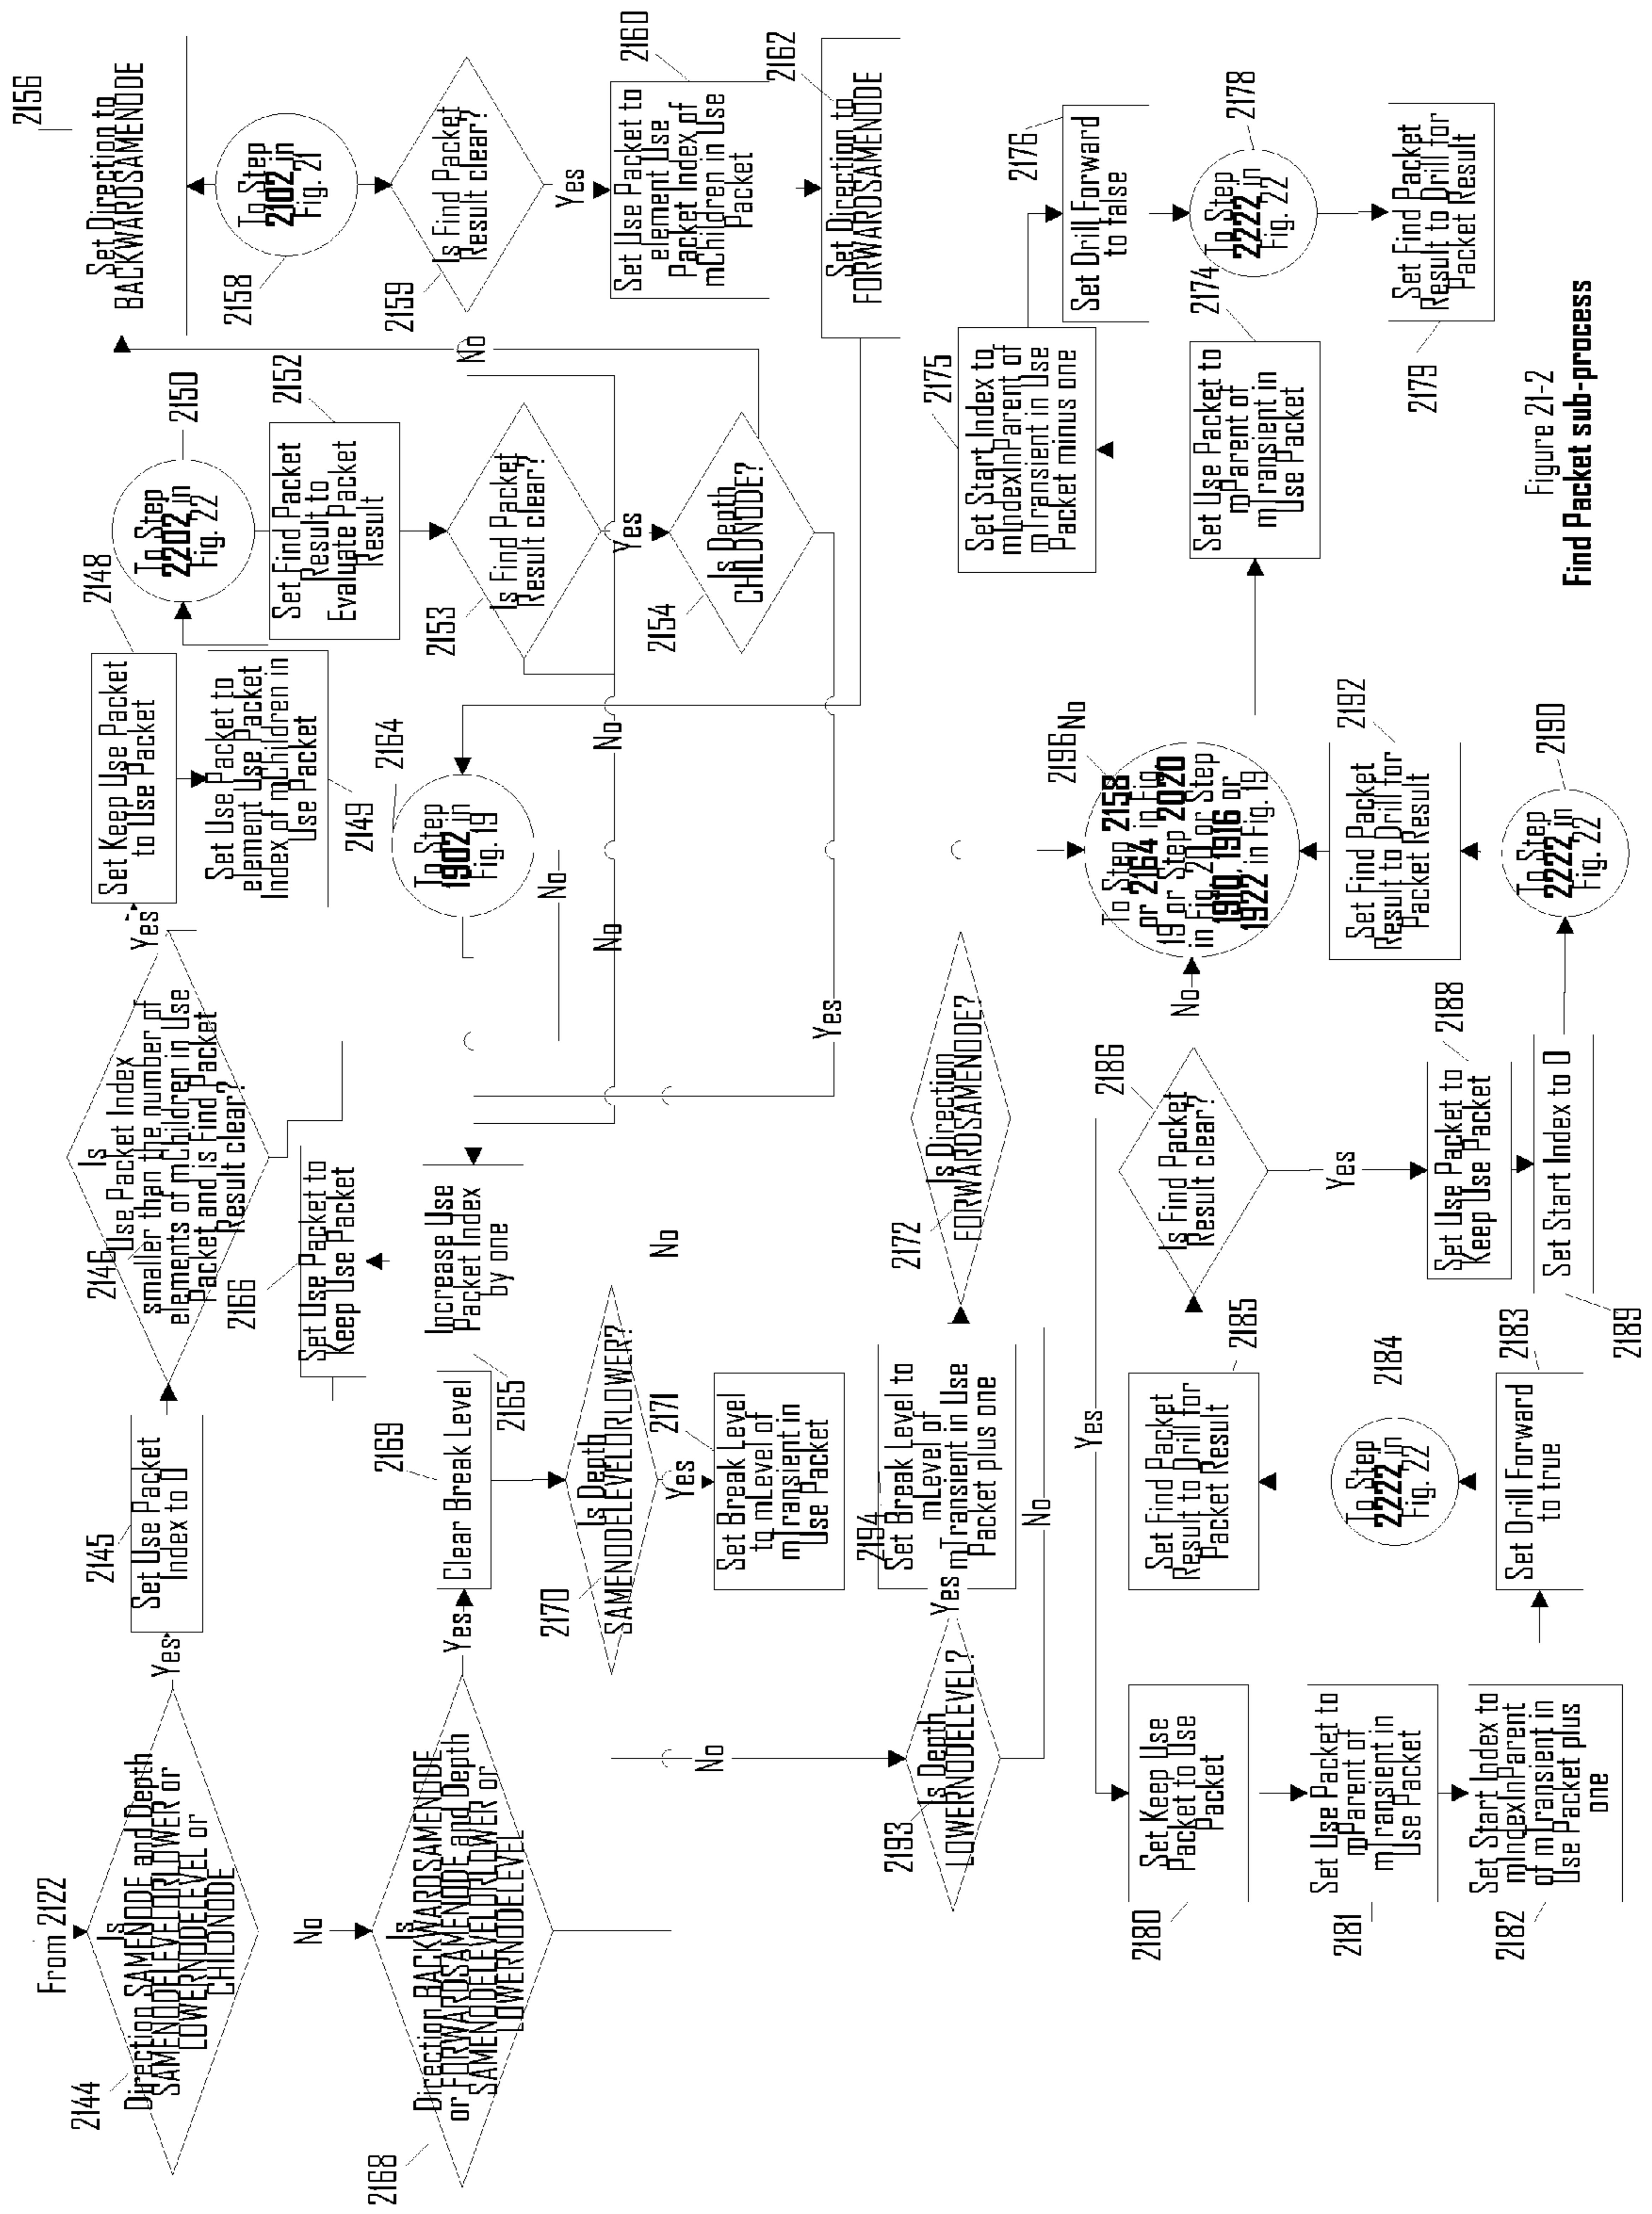 From 2122
2144
Is
Direction SAMENODE and Depth
SAMENODELEVELORLOWER or
LOWERNODELEVEL or
CHILDNODE
Yes
No
2145
Set Use Packet
Index to 0
2146
Is
Use Packet Index
smaller than the number of
elements of mChildren in Use
Packet and is Find Packet
Result clear?
Yes
2148
Set Keep Use Packet
to Use Packet
Set Use Packet to
element Use Packet
Index of mChildren in
Use Packet
2149
To Step
2202 in
Fig. 22
2150
2152
Set Find Packet
Result to
Evaluate Packet
Result
2153
Is Find Packet
Result clear?
Yes
No
2154
Is Depth
CHILDNODE?
No
Yes
2156
Set Direction to
BACKWARDSAMENODE
2158
To Step
2102 in
Fig. 21
2159
Is Find Packet
Result clear?
Yes
2160
Set Use Packet to
element Use
Packet Index of
mChildren in Use
Packet
2162
Set Direction to
FORWARDSAMENODE
2164
To Step
1902 in
Fig. 19
No
No
2166
Set Use Packet to
Keep Use Packet
Increase Use
Packet Index
by one
2165
2168
Is
Direction BACKWARDSAMENODE
or FORWARDSAMENODE and Depth
SAMENODELEVELORLOWER or
LOWERNODELEVEL
Yes
2169
Clear Break Level
2170
Is Depth
SAMENODELEVELORLOWER?
No
Yes
2171
Set Break Level
to mLevel of
mTransient in
Use Packet
No
2193
Is Depth
LOWERNODELEVEL?
Yes
No
2194
Set Break Level to
mLevel of
mTransient in Use
Packet plus one
2172
Is Direction
FORWARDSAMENODE?
No
Yes
2174
Set Use Packet to
mParent of
mTransient in
Use Packet
2175
Set Start Index to
mIndexInParent of
mTransient in Use
Packet minus one
2176
Set Drill Forward
to false
2178
To Step
2222 in
Fig. 22
2179
Set Find Packet
Result to Drill for
Packet Result
2180
Set Keep Use
Packet to Use
Packet
2181
Set Use Packet to
mParent of
mTransient in
Use Packet
2182
Set Start Index to
mIndexInParent
of mTransient in
Use Packet plus
one
2183
Set Drill Forward
to true
2184
To Step
2222 in
Fig. 22
2185
Set Find Packet
Result to Drill for
Packet Result
2186
Is Find Packet
Result clear?
No
Yes
2188
Set Use Packet to
Keep Use Packet
Set Start Index to 0
2189
2190
To Step
2222 in
Fig. 22
2192
Set Find Packet
Result to Drill for
Packet Result
2196
To Step 2158
or 2164 in Fig.
19 or Step 2020
in Fig. 20 or Step
1910, 1916 or
1922 in Fig. 19
Figure 21-2
Find Packet sub-process